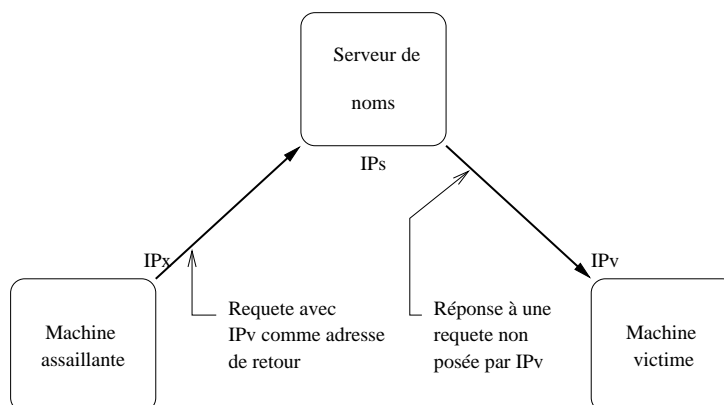 Serveur de
noms
IPs
IPx
IPv
Machine
assaillante
Requete avec
IPv comme adresse
de retour
Réponse à une
requete non
posée par IPv
Machine
victime